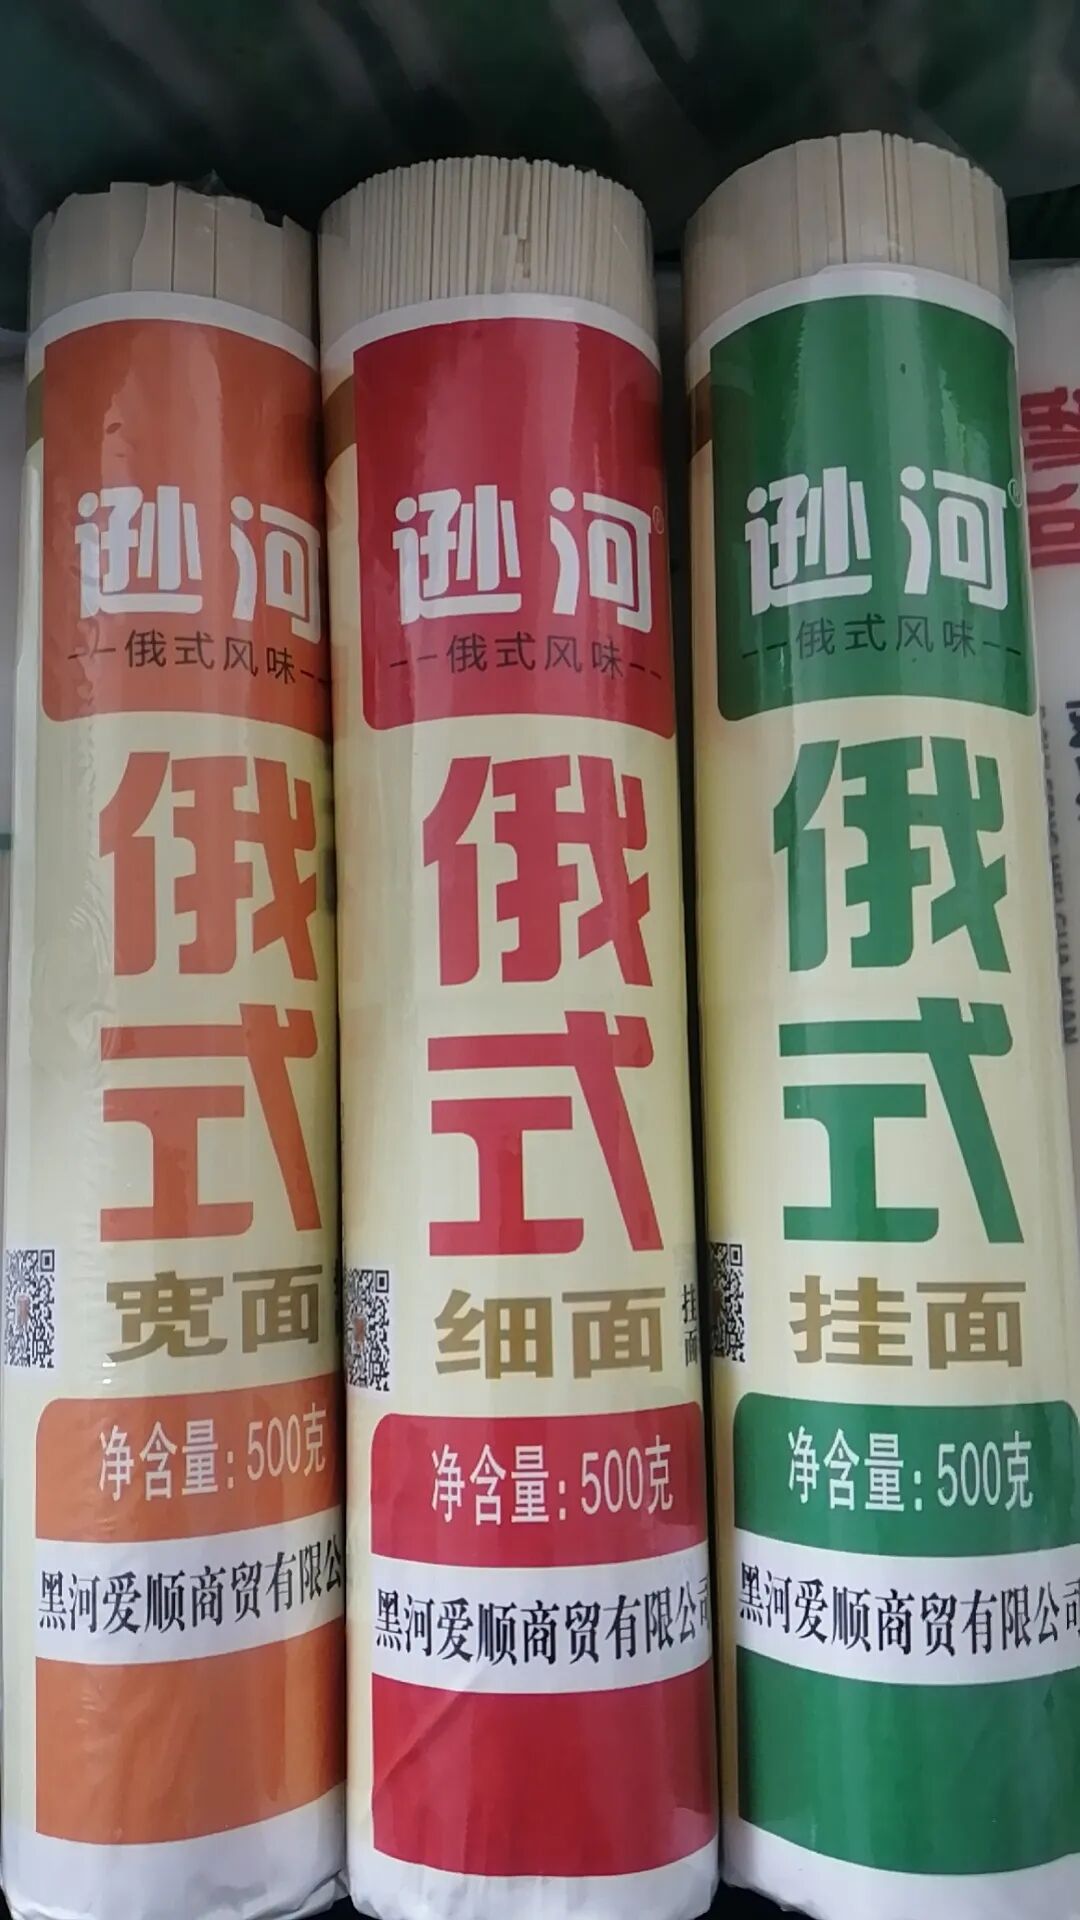 逊河
--俄式风味--
俄式
宽面
净含量:500克
黑河爱顺商贸有限公
逊河®
--俄式风味--
俄式
细面
挂面
净含量:500克
黑河爱顺商贸有限公司
逊河®
--俄式风味--
俄式
挂面
净含量:500克
黑河爱顺商贸有限公司